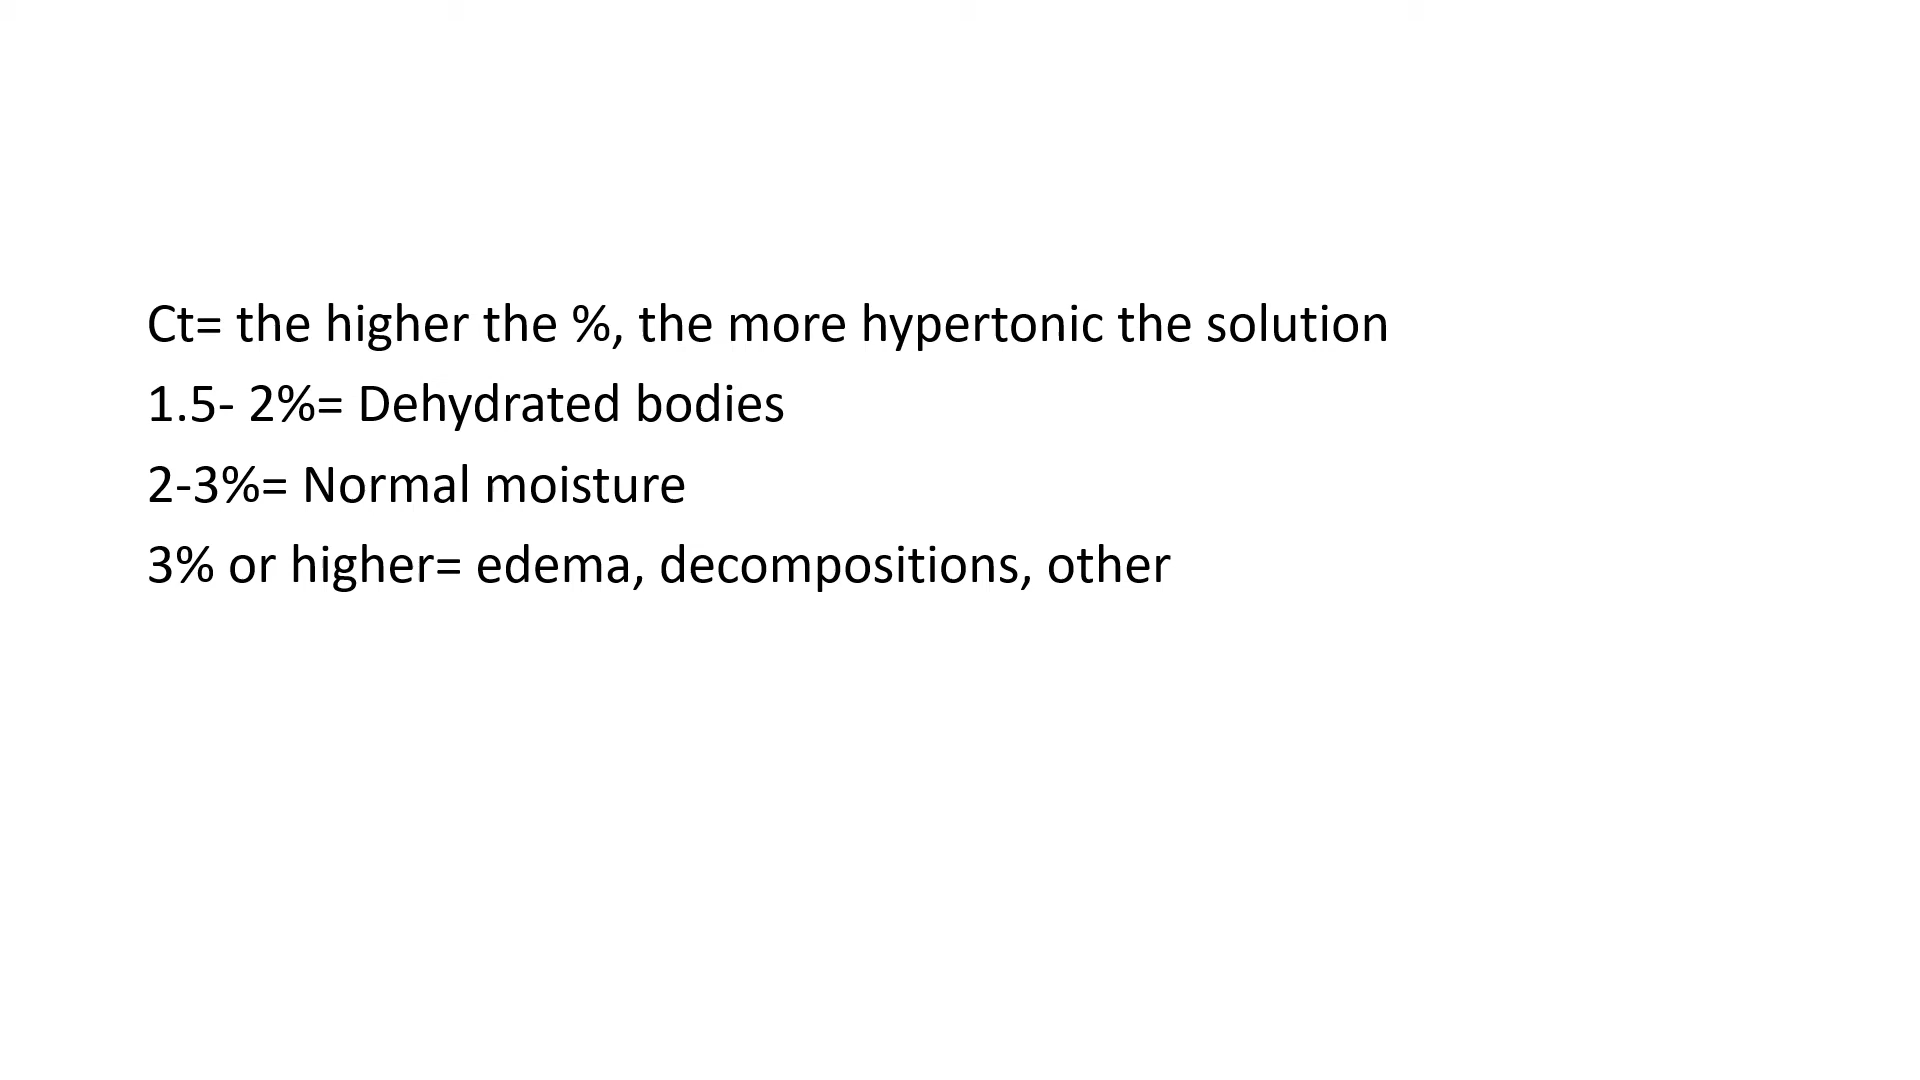 Ct= the higher the %, the more hypertonic the solution
1.5- 2%= Dehydrated bodies
2-3%= Normal moisture
3% or higher= edema, decompositions, other